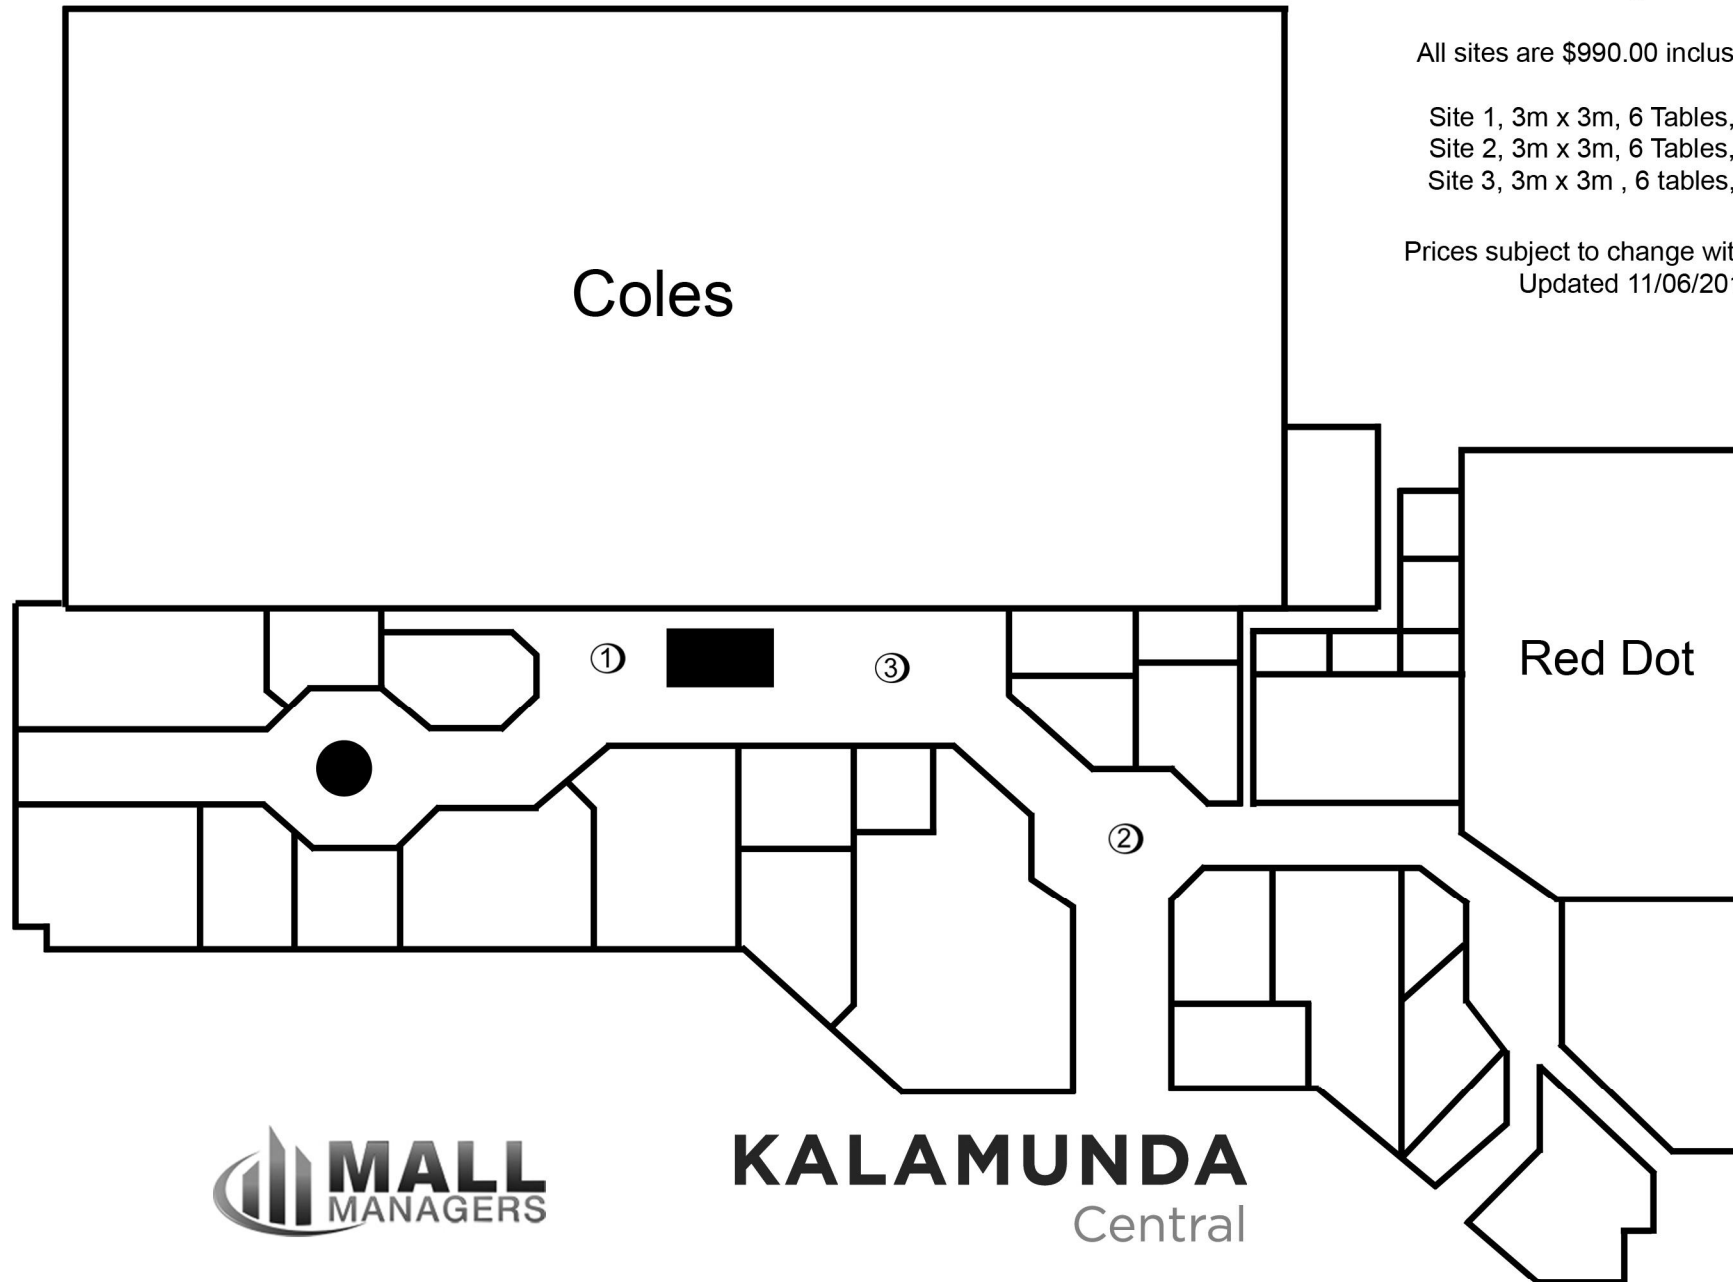 All sites are $990.00 inclus
Site 1, 3m x 3m, 6 Tables,
Site 2, 3m x 3m, 6 Tables,
Site 3, 3m x 3m , 6 tables,
Prices subject to change wit
Updated 11/06/201
Coles
Red Dot
1
3
2
MALL
MANAGERS
KALAMUNDA
Central